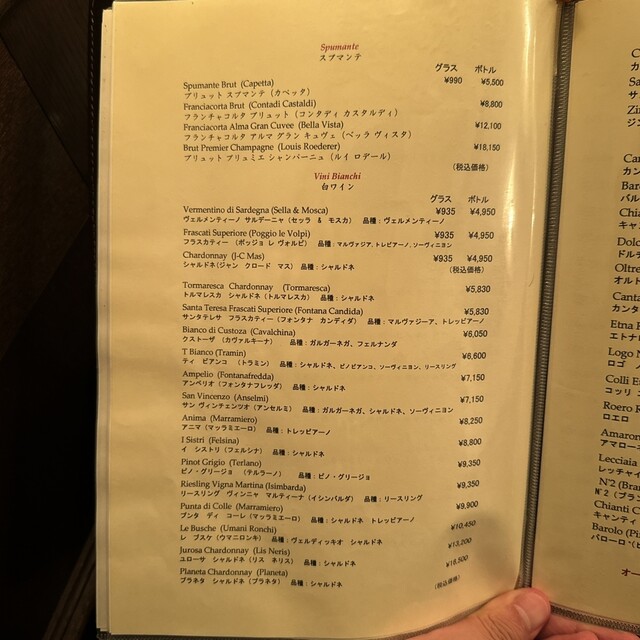 Spumante
スプマンテ
グラス ボトル
Spumante Brut (Capetta) ¥990 ¥5,500
ブリュット スプマンテ (カペッタ)
Franciacorta Brut (Contadi Castaldi) ¥8,800
フランチャコルタ ブリュット (コンタディ カスタルディ)
Franciacorta Alma Gran Cuvee (Bella Vista) ¥12,100
フランチャコルタ アルマ グラン キュヴェ (ベッラ ヴィスタ)
Brut Premier Champagne (Louis Roederer) ¥18,150
ブリュット プリュミエ シャンパーニュ (ルイ ロデール)
(税込価格)
Vini Bianchi
白ワイン
グラス ボトル
Vermentino di Sardegna (Sella & Mosca) ¥935 ¥4,950
ヴェルメンティーノ サルデーニャ (セッラ & モスカ) 品種：ヴェルメンティーノ
Frascati Superiore (Poggio le Volpi) ¥935 ¥4,950
フラスカティー (ポッジョ レ ヴォルピ) 品種：マルヴァジア、トレッビアーノ、ソーヴィニヨン
Chardonnay (J-C Mas) ¥935 ¥4,950
シャルドネ(ジャン クロード マス) 品種：シャルドネ (税込価格)
Tormaresca Chardonnay (Tormaresca) ¥5,830
トルマレスカ シャルドネ (トルマレスカ) 品種：シャルドネ
Santa Teresa Frascati Superiore (Fontana Candida) ¥5,830
サンタテレサ フラスカティー (フォンタナ カンディダ) 品種：マルヴァジーア、トレッビアーノ
Bianco di Custoza (Cavalchina) ¥6,050
クストーザ (カヴァルキーナ) 品種：ガルガーネガ、フェルナンダ
T Bianco (Tramin) ¥6,600
ティ ビアンコ (トラミン) 品種：シャルドネ、ピノビアンコ、ソーヴィニヨン、リースリング
Ampelio (Fontanafredda) ¥7,150
アンペリオ (フォンタナフレッダ) 品種：シャルドネ
San Vincenzo (Anselmi) ¥7,150
サン ヴィンチェンツオ (アンセルミ) 品種：ガルガーネガ、シャルドネ、ソーヴィニヨン
Anima (Marramiero) ¥8,250
アニマ (マッラミエーロ) 品種：トレッビアーノ
I Sistri (Felsina) ¥8,800
イ シストリ (フェルシナ) 品種：シャルドネ
Pinot Grigio (Terlano) ¥9,350
ピノ・グリージョ (テルラーノ) 品種：ピノ・グリージョ
Riesling Vigna Martina (Isimbarda) ¥9,350
リースリング ヴィンニャ マルティーナ (イシンバルダ) 品種：リースリング
Punta di Colle (Marramiero) ¥9,900
プンタ ディ コーレ (マッラミエーロ) 品種：シャルドネ トレッビアーノ
Le Busche (Umani Ronchi) ¥10,450
レ ブスケ (ウマニロンキ) 品種：ヴェルディッキオ シャルドネ
Jurosa Chardonnay (Lis Neris) ¥13,200
ユローサ シャルドネ (リス ネリス) 品種：シャルドネ
Planeta Chardonnay (Planeta) ¥16,500
プラネタ シャルドネ (プラネタ) 品種：シャルドネ (税込価格)